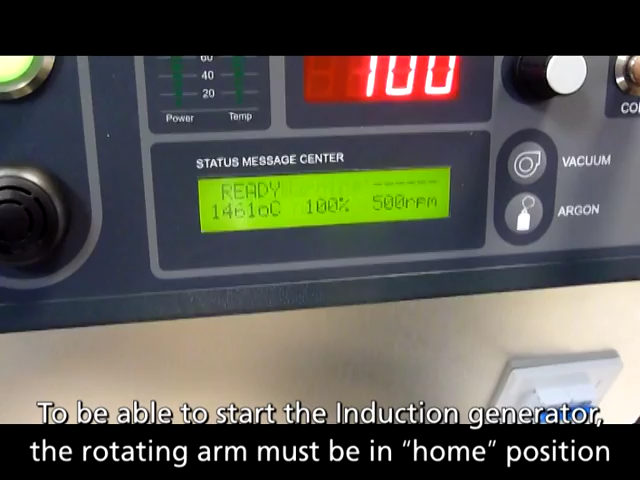 60
40
20
Power Temp
100
STATUS MESSAGE CENTER
READY --------
1461oC 100% 500rpm
VACUUM
ARGON
To be able to start the Induction generator,
the rotating arm must be in “home” position